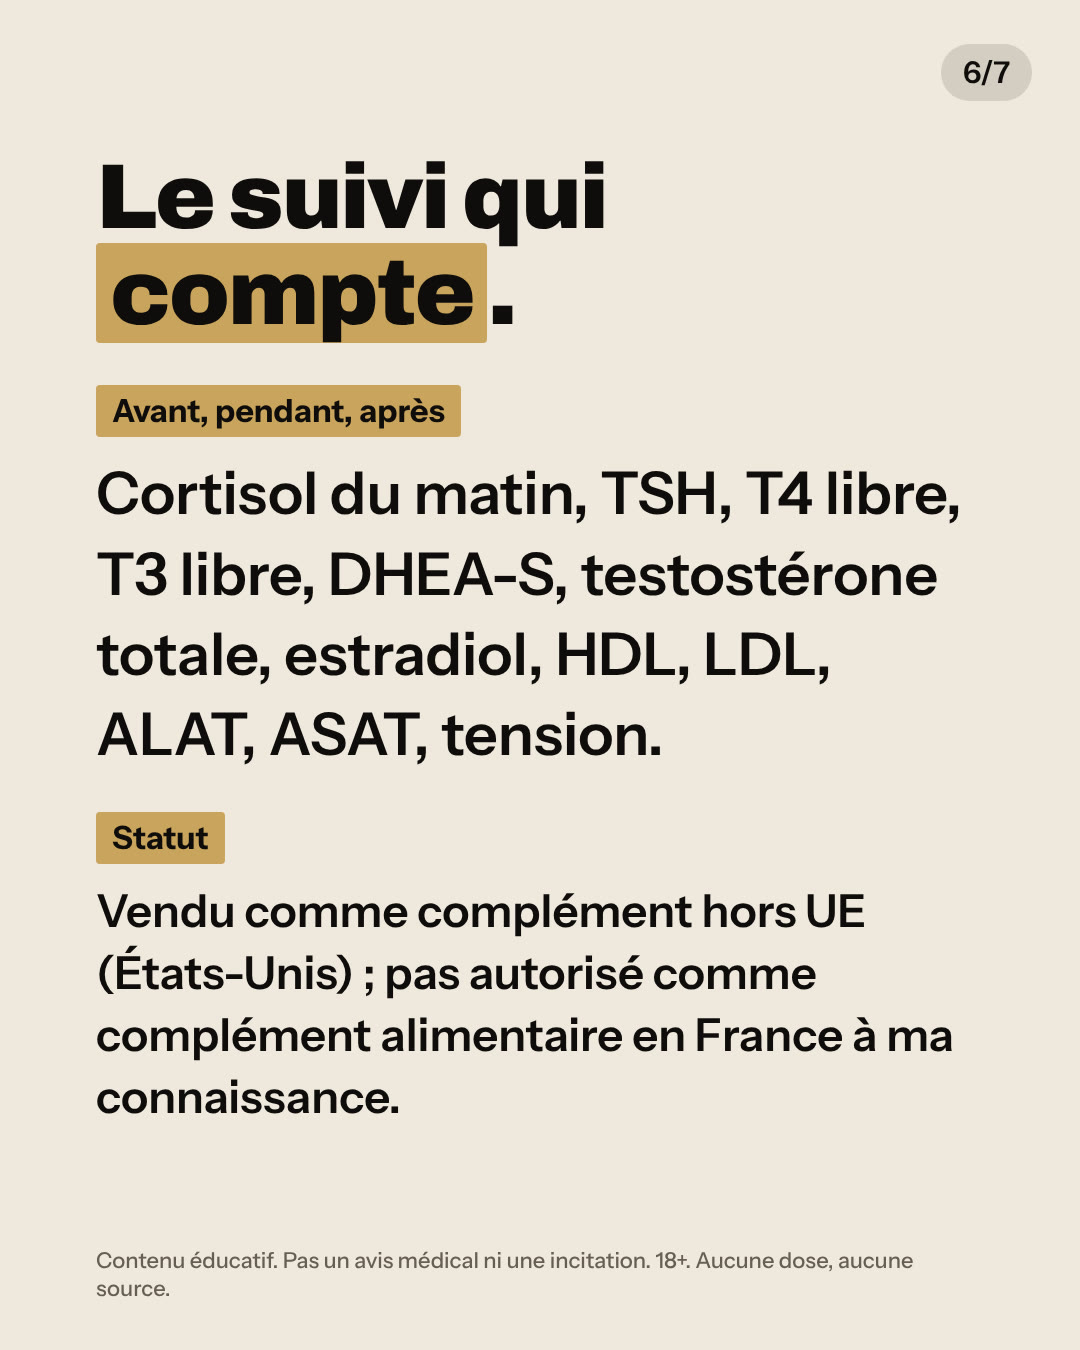 6/7
Le suivi qui
compte.
Avant, pendant, après
Cortisol du matin, TSH, T4 libre,
T3 libre, DHEA-S, testostérone
totale, estradiol, HDL, LDL,
ALAT, ASAT, tension.
Statut
Vendu comme complément hors UE
(États-Unis) ; pas autorisé comme
complément alimentaire en France à ma
connaissance.
Contenu éducatif. Pas un avis médical ni une incitation. 18+. Aucune dose, aucune
source.